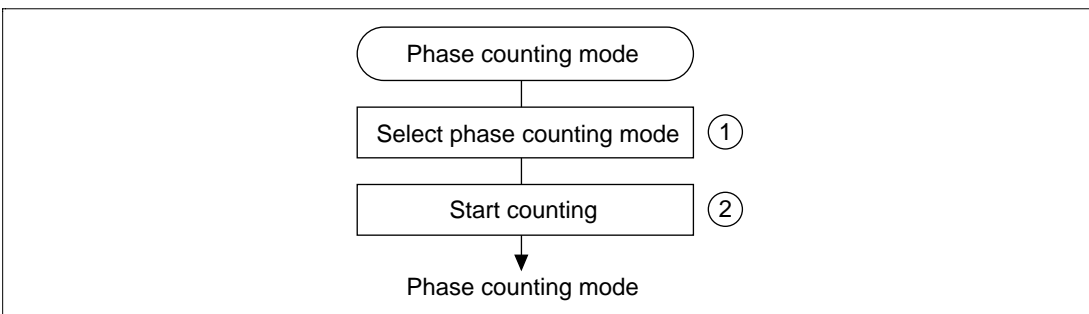 Phase counting mode
Select phase counting mode 1
Start counting 2
Phase counting mode